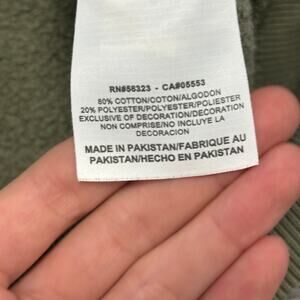 RN#56323 - CA#05553
80% COTTON/COTON/ALGODON
20% POLYESTER/POLYESTER/POLIESTER
EXCLUSIVE OF DECORATION/DECORATION
NON COMPRISE/NO INCLUYE LA
DECORACION
MADE IN PAKISTAN/FABRIQUE AU
PAKISTAN/HECHO EN PAKISTAN